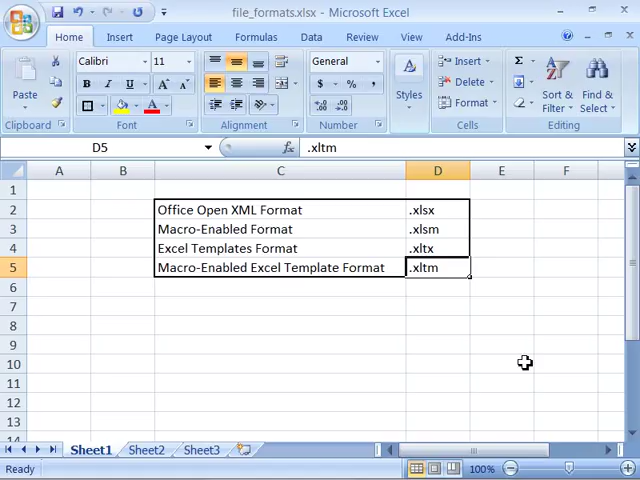 file_formats.xlsx - Microsoft Excel
Home Insert Page Layout Formulas Data Review View Add-Ins
Calibri 11 General Insert Σ
Paste B I U A A A $ % , Styles Delete Sort & Filter Find & Select
A Format
Clipboard Font Alignment Number Cells Editing
D5 fx .xltm
A B C D E F
1
2 Office Open XML Format .xlsx
3 Macro-Enabled Format .xlsm
4 Excel Templates Format .xltx
5 Macro-Enabled Excel Template Format .xltm
6
7
8
9
10
11
12
13
14
Sheet1 Sheet2 Sheet3
Ready 100%